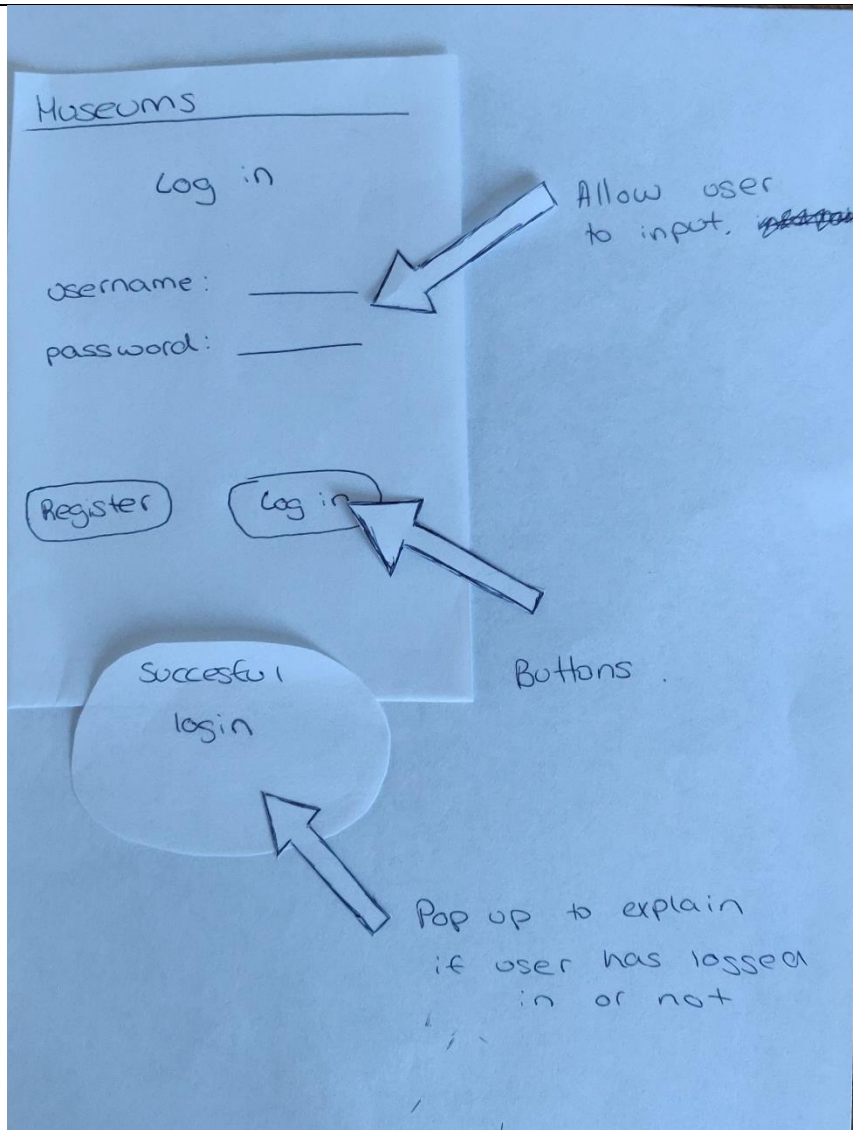 Museums
Log in
Allow user
to input.
username:
password:
Register
Log in
Buttons.
Succesful
login
Pop up to explain
if user has logged
in or not